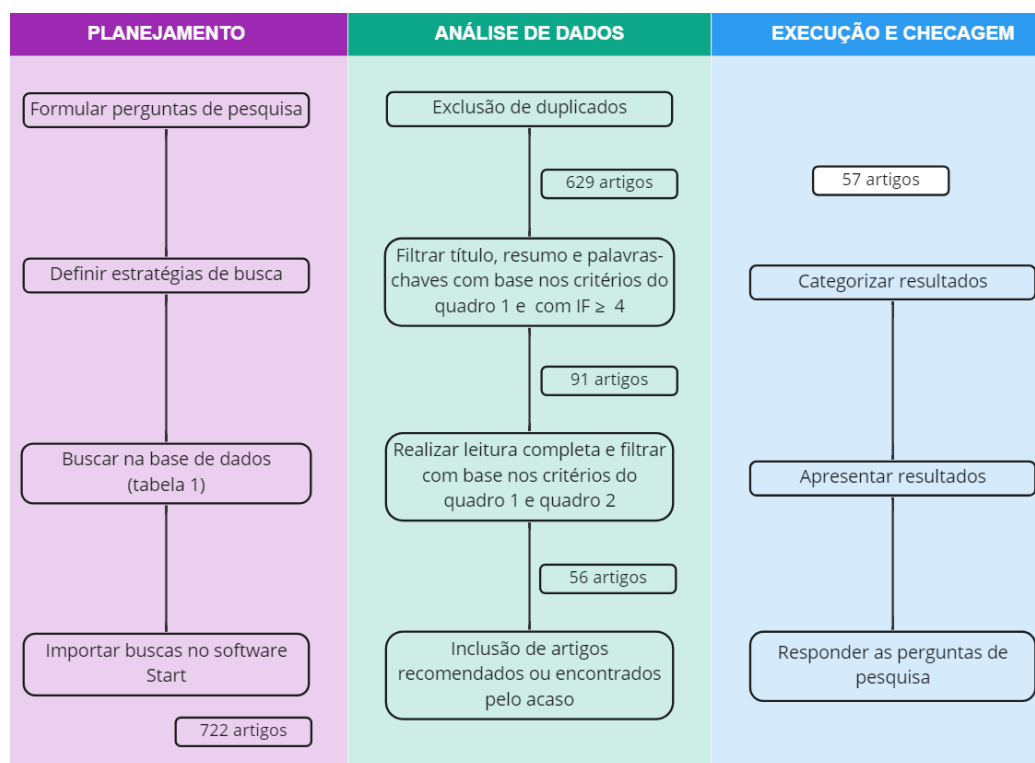 PLANEJAMENTO
Formular perguntas de pesquisa
Definir estratégias de busca
Buscar na base de dados
(tabela 1)
Importar buscas no software
Start
722 artigos
ANÁLISE DE DADOS
Exclusão de duplicados
629 artigos
Filtrar título, resumo e palavras-
chaves com base nos critérios do
quadro 1 e com IF ≥ 4
91 artigos
Realizar leitura completa e filtrar
com base nos critérios do
quadro 1 e quadro 2
56 artigos
Inclusão de artigos
recomendados ou encontrados
pelo acaso
EXECUÇÃO E CHECAGEM
57 artigos
Categorizar resultados
Apresentar resultados
Responder as perguntas de
pesquisa